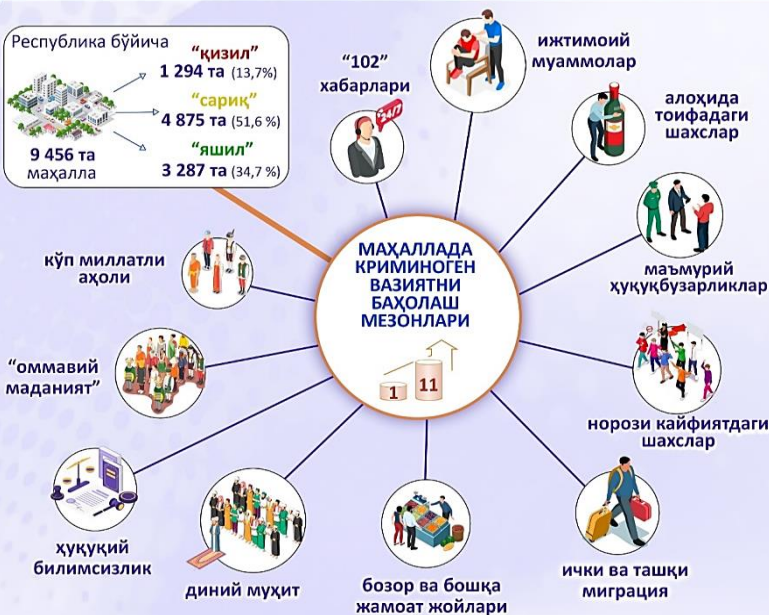 Республика бўйича
“қизил”
1 294 та (13,7%)
“сариқ”
4 875 та (51,6 %)
“яшил”
3 287 та (34,7 %)
9 456 та
маҳалла
“102”
хабарлари
24/7
ижтимоий
муаммолар
алоҳида
тоифадаги
шахслар
маъмурий
ҳуқуқбузарликлар
норози кайфиятдаги
шахслар
ички ва ташқи
миграция
бозор ва бошқа
жамоат жойлари
диний муҳит
ҳуқуқий
билимсизлик
“оммавий
маданият”
кўп миллатли
аҳоли
МАҲАЛЛАДА
КРИМИНОГЕН
ВАЗИЯТНИ
БАҲОЛАШ
МЕЗОНЛАРИ
1
11